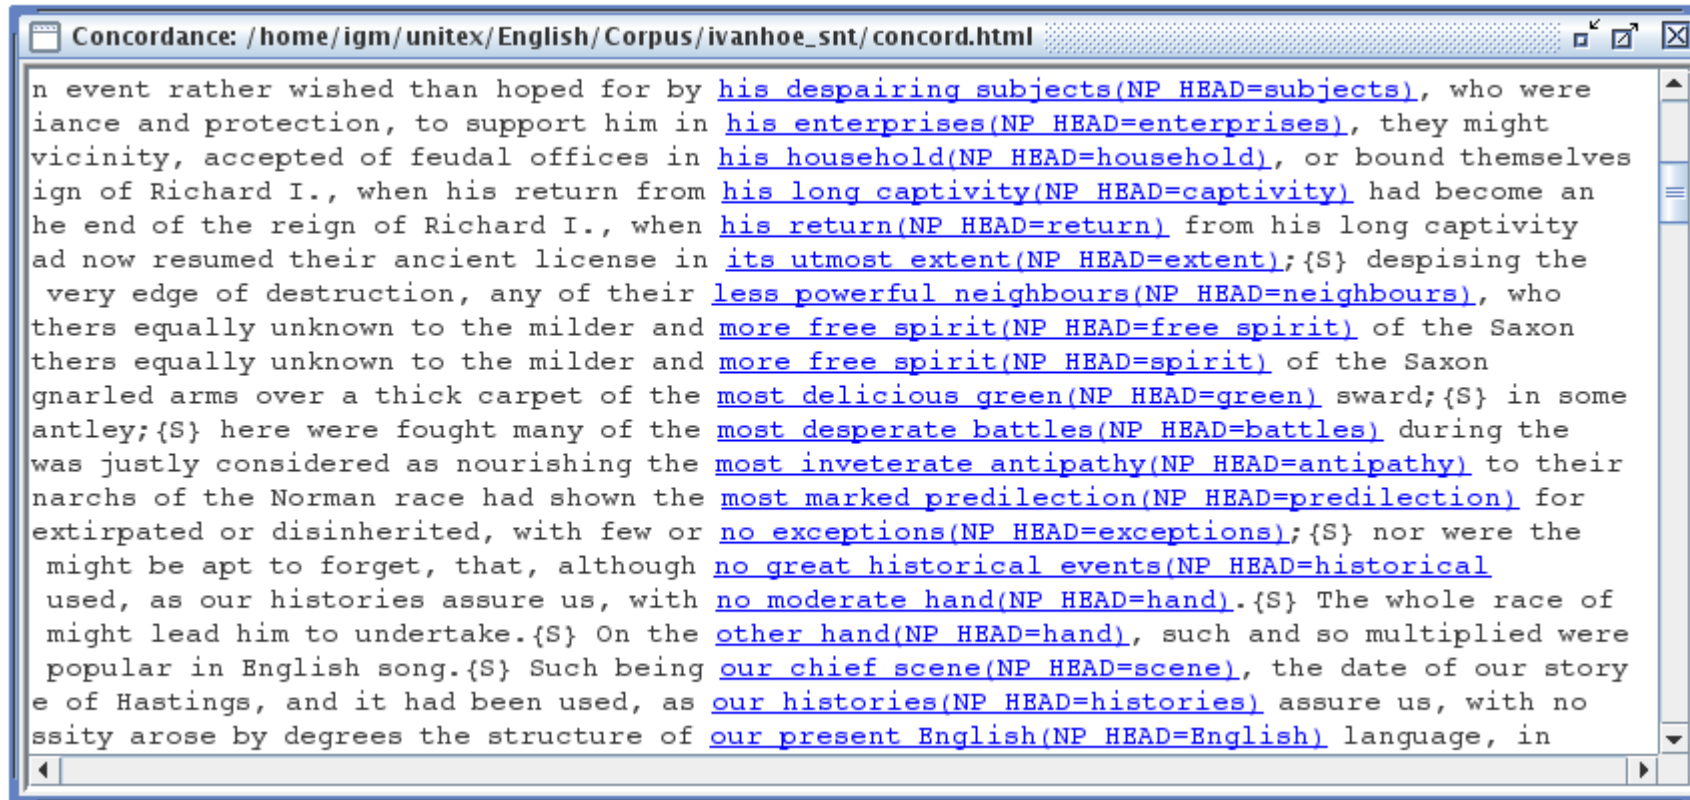 Concordance: /home/igm/unitex/English/Corpus/ivanhoe_snt/concord.html
n event rather wished than hoped for by his despairing subjects(NP HEAD=subjects), who were
iance and protection, to support him in his enterprises(NP HEAD=enterprises), they might
vicinity, accepted of feudal offices in his household(NP HEAD=household), or bound themselves
ign of Richard I., when his return from his long captivity(NP HEAD=captivity) had become an
he end of the reign of Richard I., when his return(NP HEAD=return) from his long captivity
ad now resumed their ancient license in its utmost extent(NP HEAD=extent);{S} despising the
very edge of destruction, any of their less powerful neighbours(NP HEAD=neighbours), who
thers equally unknown to the milder and more free spirit(NP HEAD=free spirit) of the Saxon
thers equally unknown to the milder and more free spirit(NP HEAD=spirit) of the Saxon
gnarled arms over a thick carpet of the most delicious green(NP HEAD=green) sward;{S} in some
antley;{S} here were fought many of the most desperate battles(NP HEAD=battles) during the
was justly considered as nourishing the most inveterate antipathy(NP HEAD=antipathy) to their
narchs of the Norman race had shown the most marked predilection(NP HEAD=predilection) for
extirpated or disinherited, with few or no exceptions(NP HEAD=exceptions);{S} nor were the
might be apt to forget, that, although no great historical events(NP HEAD=historical
used, as our histories assure us, with no moderate hand(NP HEAD=hand).{S} The whole race of
might lead him to undertake.{S} On the other hand(NP HEAD=hand), such and so multiplied were
popular in English song.{S} Such being our chief scene(NP HEAD=scene), the date of our story
e of Hastings, and it had been used, as our histories(NP HEAD=histories) assure us, with no
ssity arose by degrees the structure of our present English(NP HEAD=English) language, in